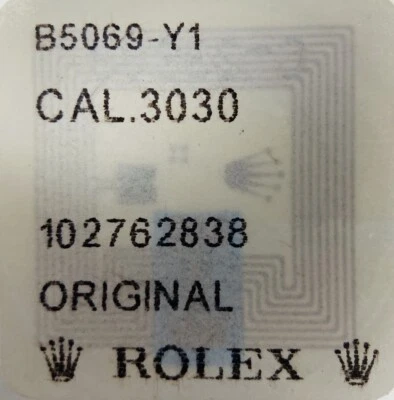 B5069-Y1
CAL.3030
102762838
ORIGINAL
ROLEX